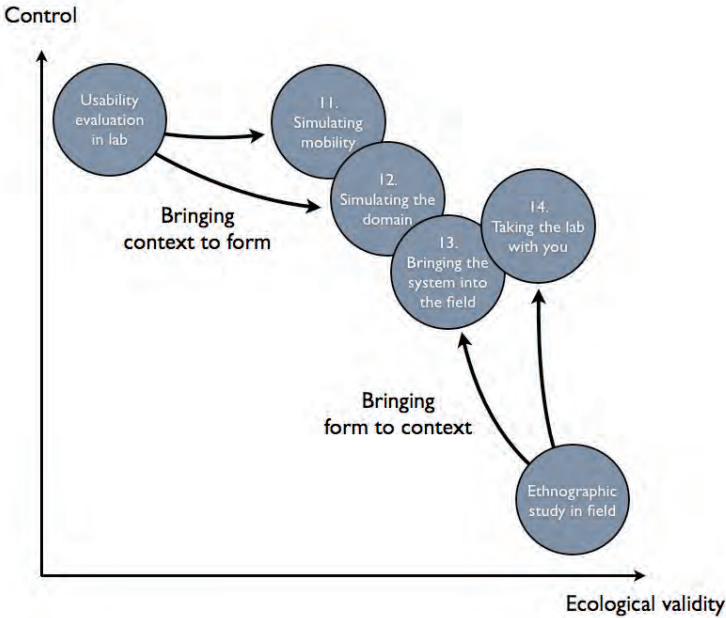 Control
Usability
evaluation
in lab
11.
Simulating
mobility
12.
Simulating the
domain
13.
Bringing the
system into
the field
14.
Taking the lab
with you
Bringing
context to form
Bringing
form to context
Ethnographic
study in field
Ecological validity